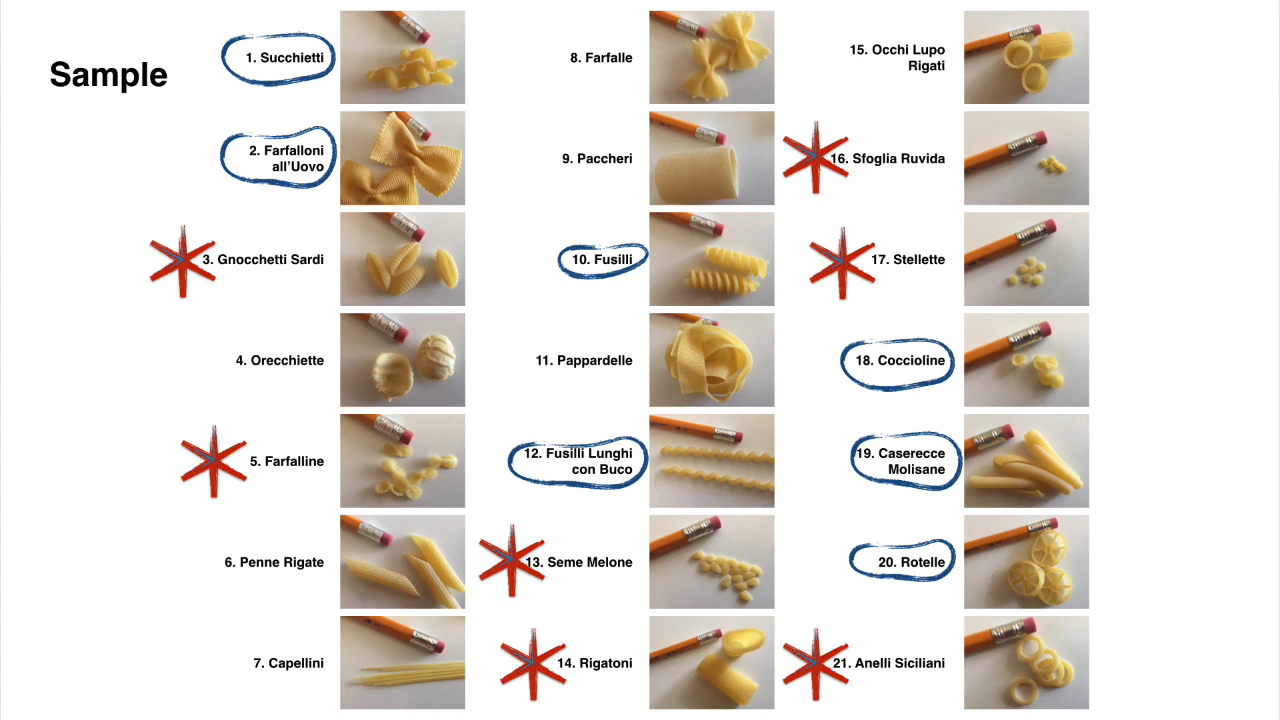 Sample
1. Succhietti
2. Farfalloni
all’Uovo
3. Gnocchetti Sardi
4. Orecchiette
5. Farfalline
6. Penne Rigate
7. Capellini
8. Farfalle
9. Paccheri
10. Fusilli
11. Pappardelle
12. Fusilli Lunghi
con Buco
13. Seme Melone
14. Rigatoni
15. Occhi Lupo
Rigati
16. Sfoglia Ruvida
17. Stellette
18. Coccioline
19. Caserecce
Molisane
20. Rotelle
21. Anelli Siciliani